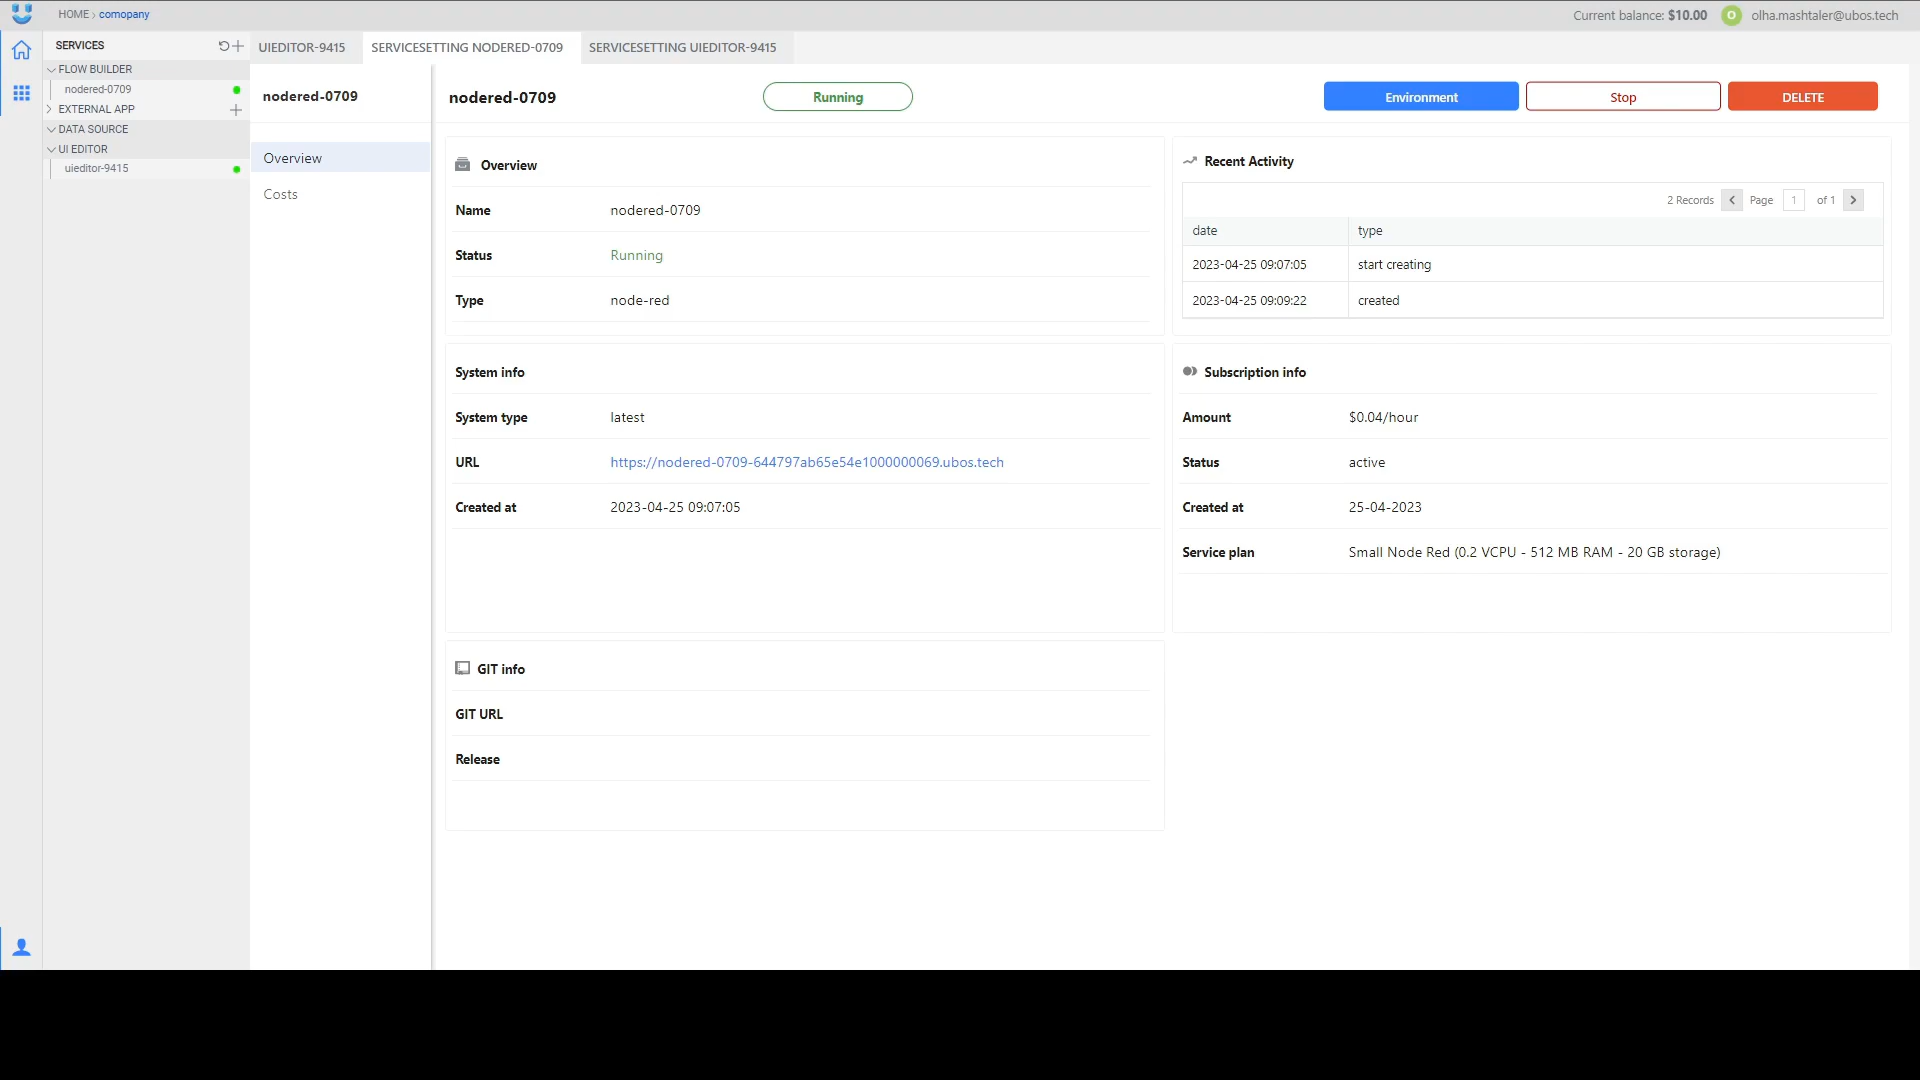 HOME › comopany
Current balance: $10.00
O
olha.mashtaler@ubos.tech
SERVICES
FLOW BUILDER
nodered-0709
EXTERNAL APP
DATA SOURCE
UI EDITOR
uieditor-9415
UIEDITOR-9415
SERVICESETTING NODERED-0709
SERVICESETTING UIEDITOR-9415
nodered-0709
Overview
Costs
nodered-0709
Running
Environment
Stop
DELETE
Overview
Name nodered-0709
Status Running
Type node-red
Recent Activity
2 Records Page 1 of 1
date type
2023-04-25 09:07:05 start creating
2023-04-25 09:09:22 created
System info
System type latest
URL https://nodered-0709-644797ab65e54e1000000069.ubos.tech
Created at 2023-04-25 09:07:05
Subscription info
Amount $0.04/hour
Status active
Created at 25-04-2023
Service plan Small Node Red (0.2 VCPU - 512 MB RAM - 20 GB storage)
GIT info
GIT URL
Release